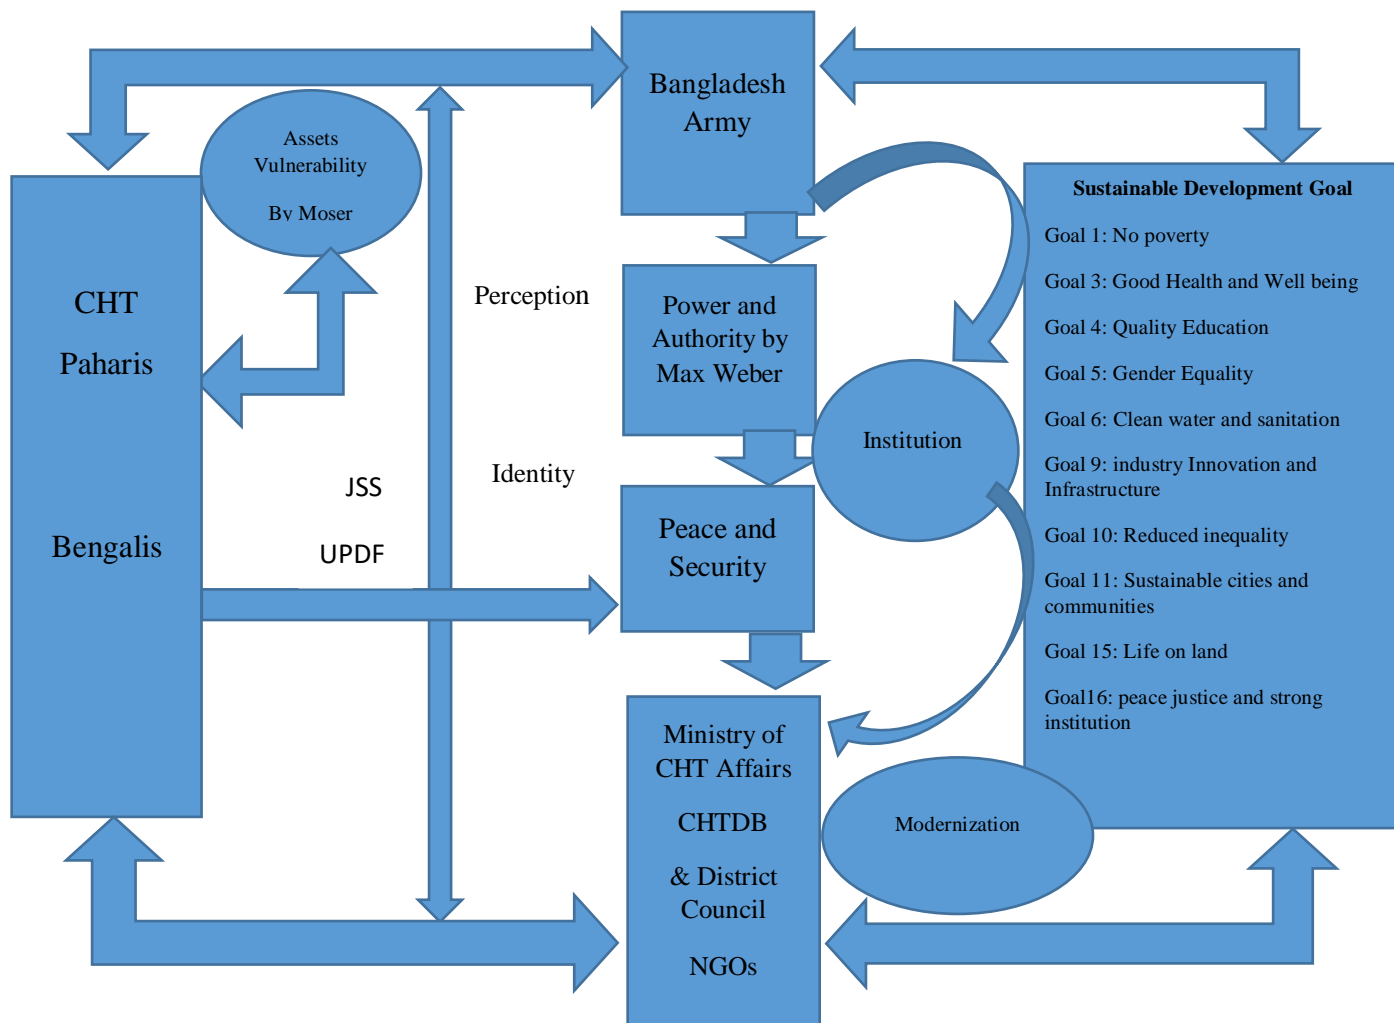 Bangladesh
Army
Assets
Vulnerability
By Moser
CHT
Paharis
Bengalis
Perception
Identity
JSS
UPDF
Power and
Authority by
Max Weber
Peace and
Security
Ministry of
CHT Affairs
CHTDB
& District
Council
NGOs
Institution
Modernization
Sustainable Development Goal
Goal 1: No poverty
Goal 3: Good Health and Well being
Goal 4: Quality Education
Goal 5: Gender Equality
Goal 6: Clean water and sanitation
Goal 9: industry Innovation and
Infrastructure
Goal 10: Reduced inequality
Goal 11: Sustainable cities and
communities
Goal 15: Life on land
Goal16: peace justice and strong
institution